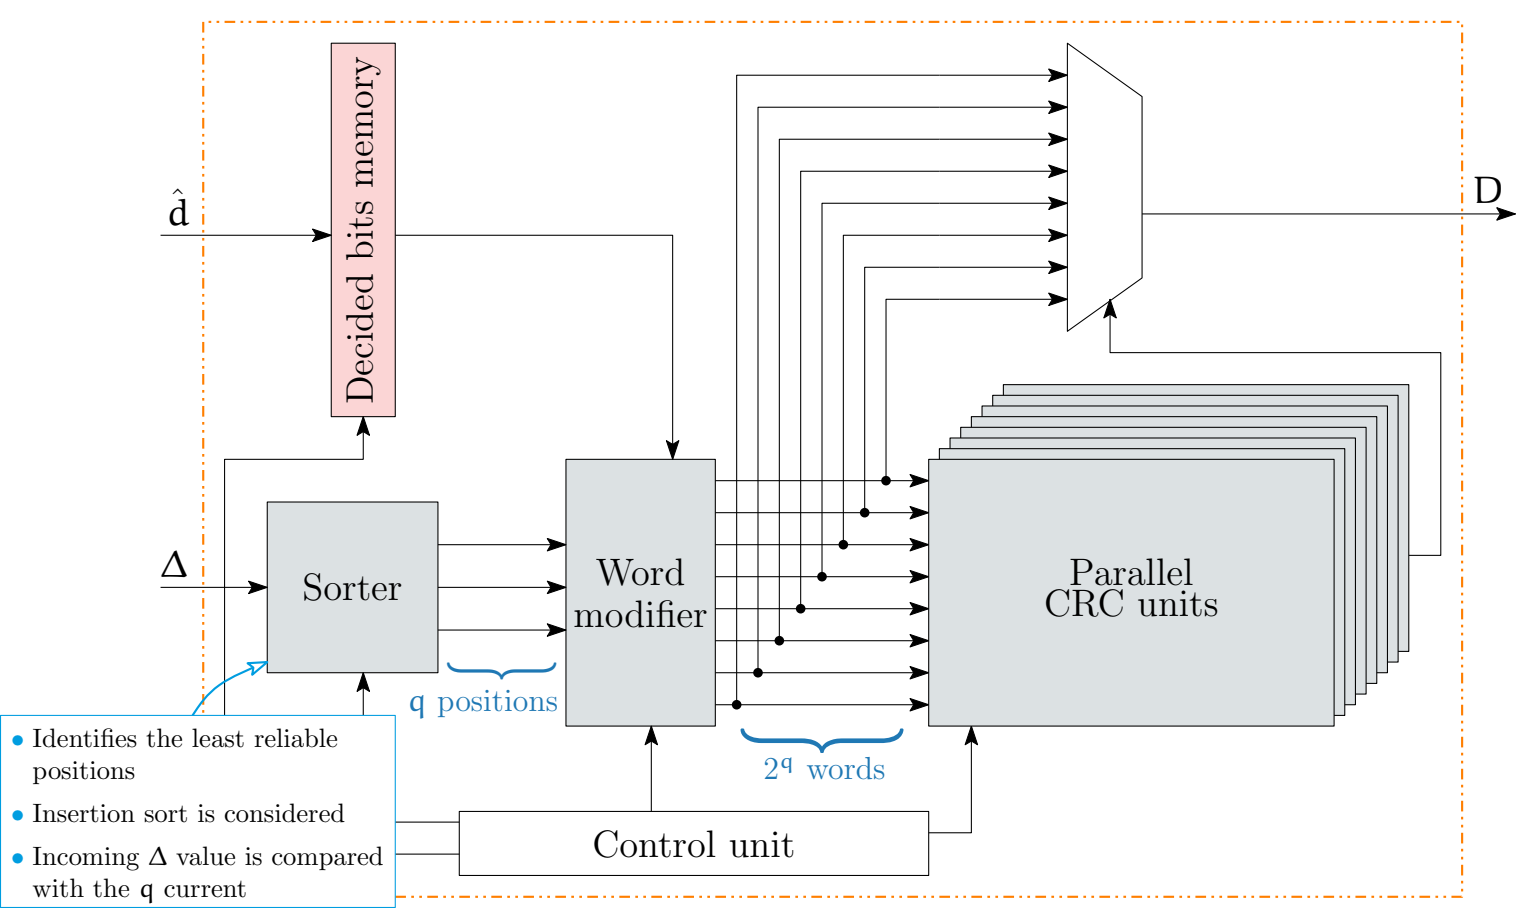 Decided bits memory
d̂
D
Δ
Sorter
Word
modifier
Parallel
CRC units
q positions
2^q words
Control unit
• Identifies the least reliable
positions
• Insertion sort is considered
• Incoming Δ value is compared
with the q current